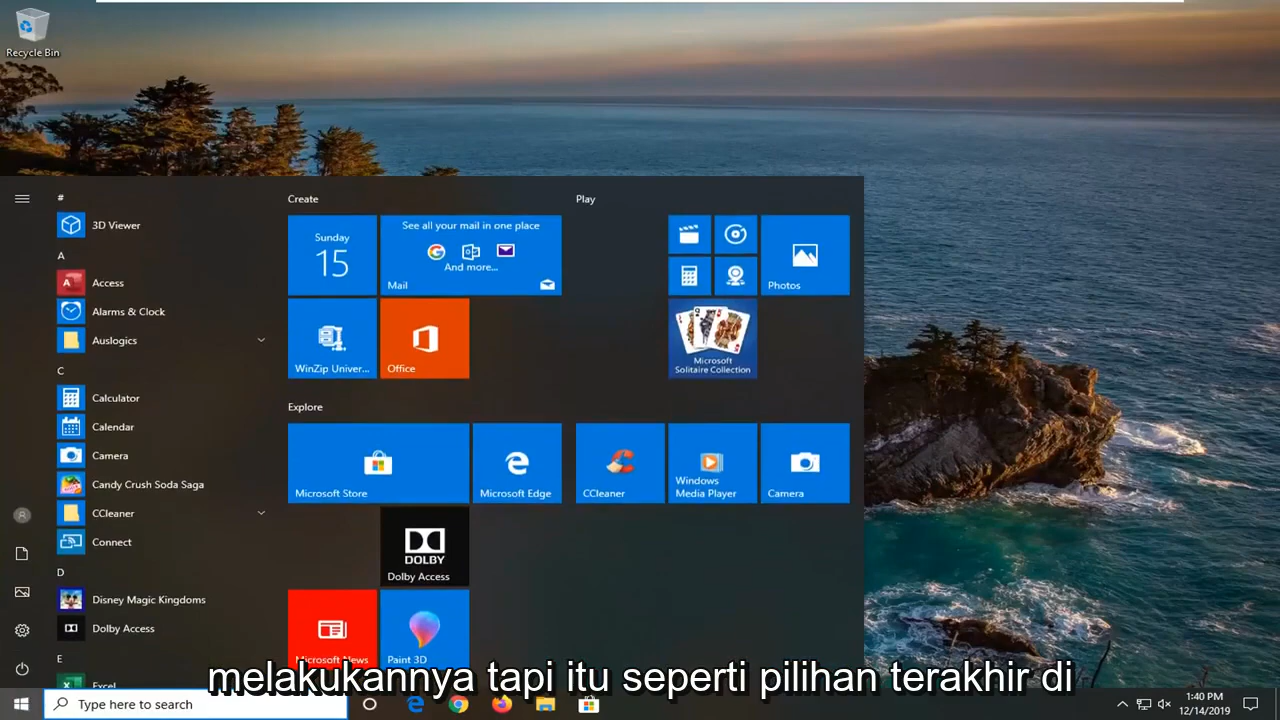 Recycle Bin
#
3D Viewer
A
Access
Alarms & Clock
Auslogics
C
Calculator
Calendar
Camera
Candy Crush Soda Saga
CCleaner
Connect
D
Disney Magic Kingdoms
Dolby Access
E
Excel
Create
Sunday
15
See all your mail in one place
And more...
Mail
WinZip Univer...
Office
Play
Photos
Microsoft
Solitaire Collection
Explore
Microsoft Store
Microsoft Edge
CCleaner
Windows
Media Player
Camera
DOLBY
Dolby Access
Microsoft News
Paint 3D
melakukannya tapi itu seperti pilihan terakhir di
Type here to search
1:40 PM
12/14/2019